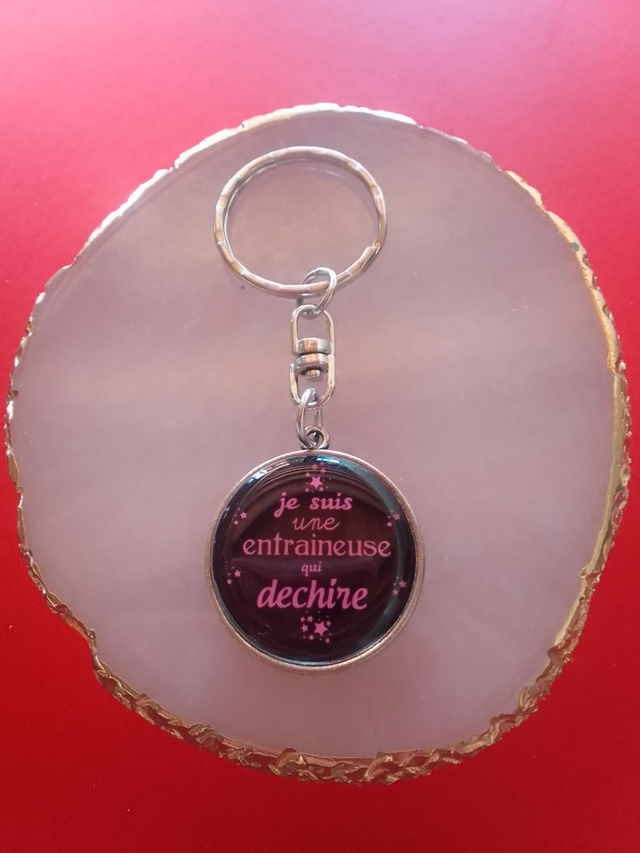 je suis
une
entraineuse
qui
dechire